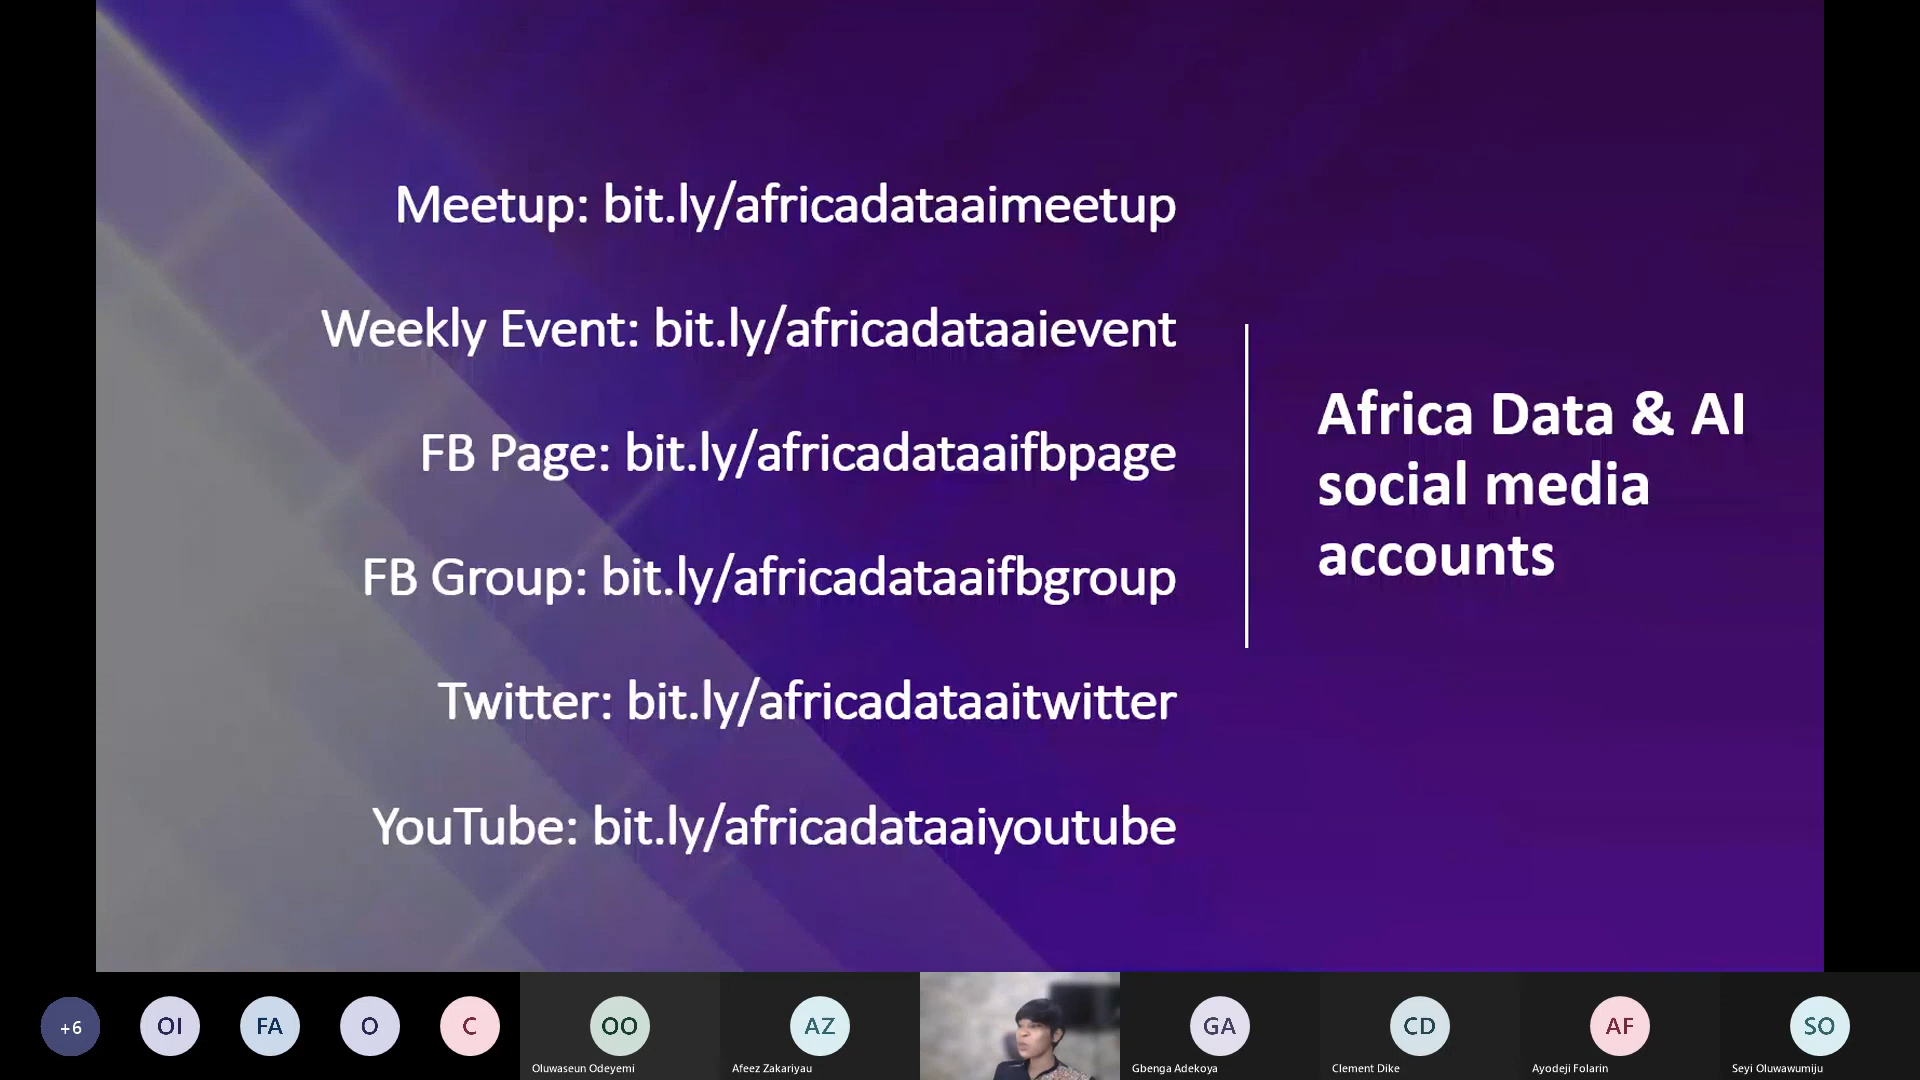 Meetup: bit.ly/africadataaimeetup
Weekly Event: bit.ly/africadataaievent
FB Page: bit.ly/africadataaifbpage
FB Group: bit.ly/africadataaifbgroup
Twitter: bit.ly/africadataaitwitter
YouTube: bit.ly/africadataaiyoutube
Africa Data & AI
social media
accounts
+6
OI
FA
O
C
OO
Oluwaseun Odeyemi
AZ
Afeez Zakariyau
GA
Gbenga Adekoya
CD
Clement Dike
AF
Ayodeji Folarin
SO
Seyi Oluwawumiju